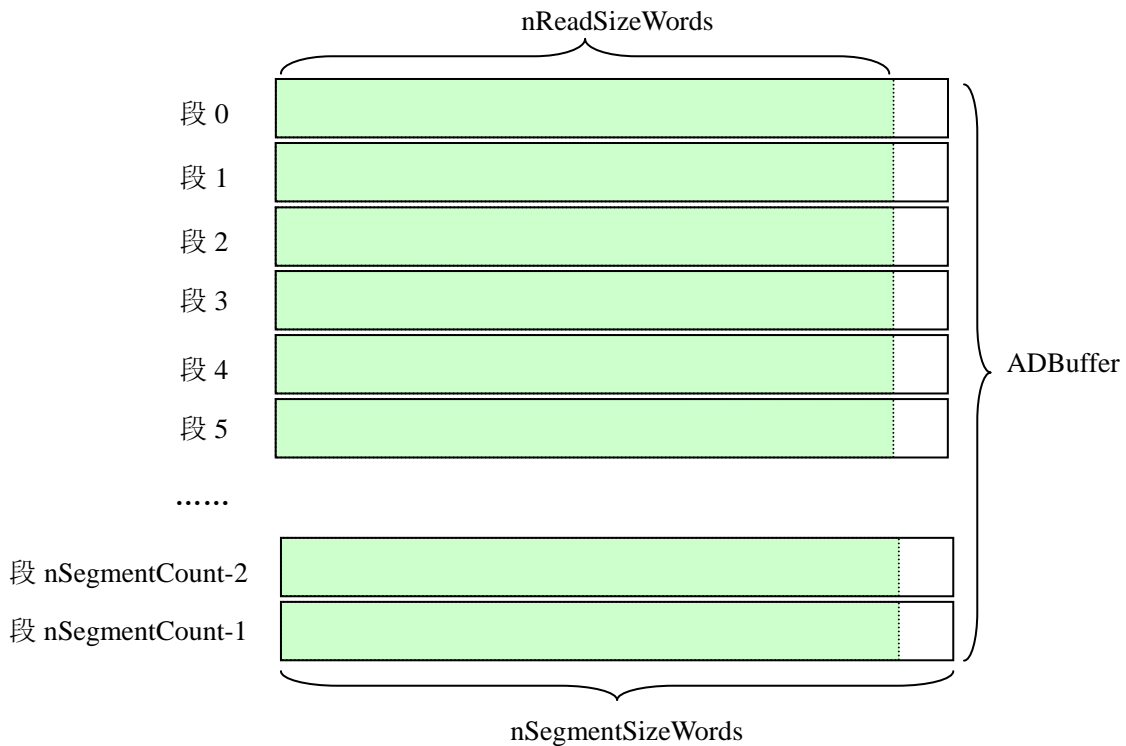 nReadSizeWords
段 0
段 1
段 2
段 3
段 4
ADBuffer
段 5
……
段 nSegmentCount-2
段 nSegmentCount-1
nSegmentSizeWords